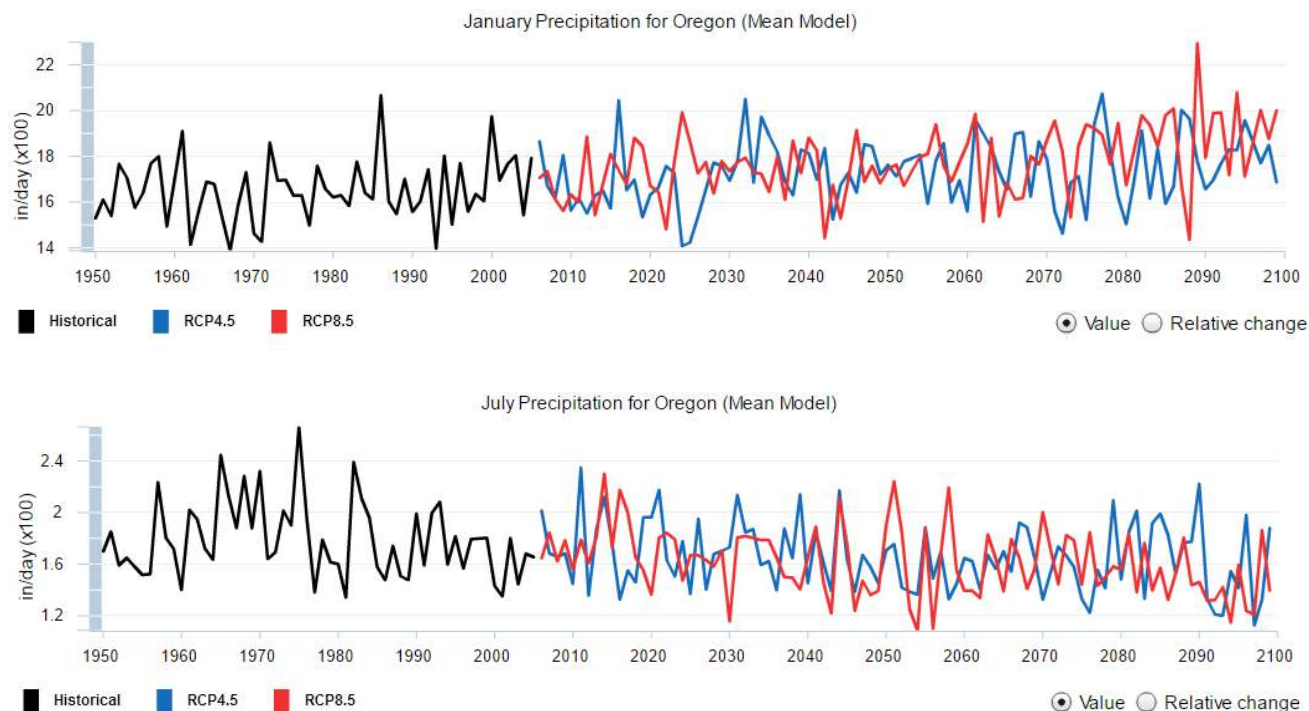 January Precipitation for Oregon (Mean Model)
in/day (x100)
22
20
18
16
14
1950 1960 1970 1980 1990 2000 2010 2020 2030 2040 2050 2060 2070 2080 2090 2100
Historical RCP4.5 RCP8.5 Value Relative change
July Precipitation for Oregon (Mean Model)
in/day (x100)
2.4
2
1.6
1.2
1950 1960 1970 1980 1990 2000 2010 2020 2030 2040 2050 2060 2070 2080 2090 2100
Historical RCP4.5 RCP8.5 Value Relative change